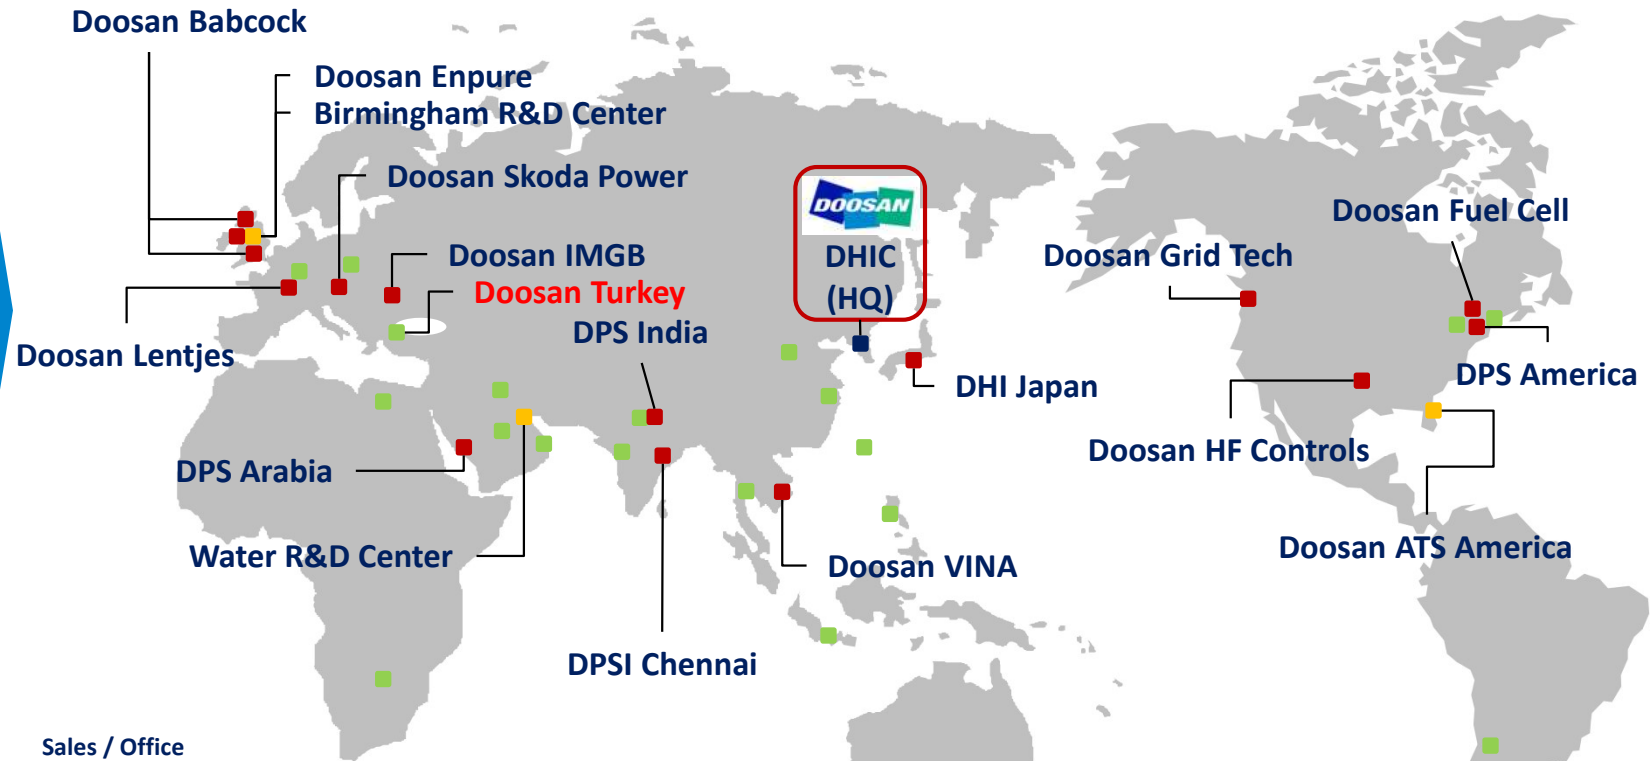 Doosan Babcock
Doosan Enpure
Birmingham R&D Center
Doosan Skoda Power
DOOSAN
DHIC
(HQ)
Doosan IMGB
Doosan Turkey
DPS India
Doosan Lentjes
DHI Japan
Doosan Fuel Cell
Doosan Grid Tech
DPS America
Doosan HF Controls
DPS Arabia
Water R&D Center
Doosan VINA
Doosan ATS America
DPSI Chennai
Sales / Office